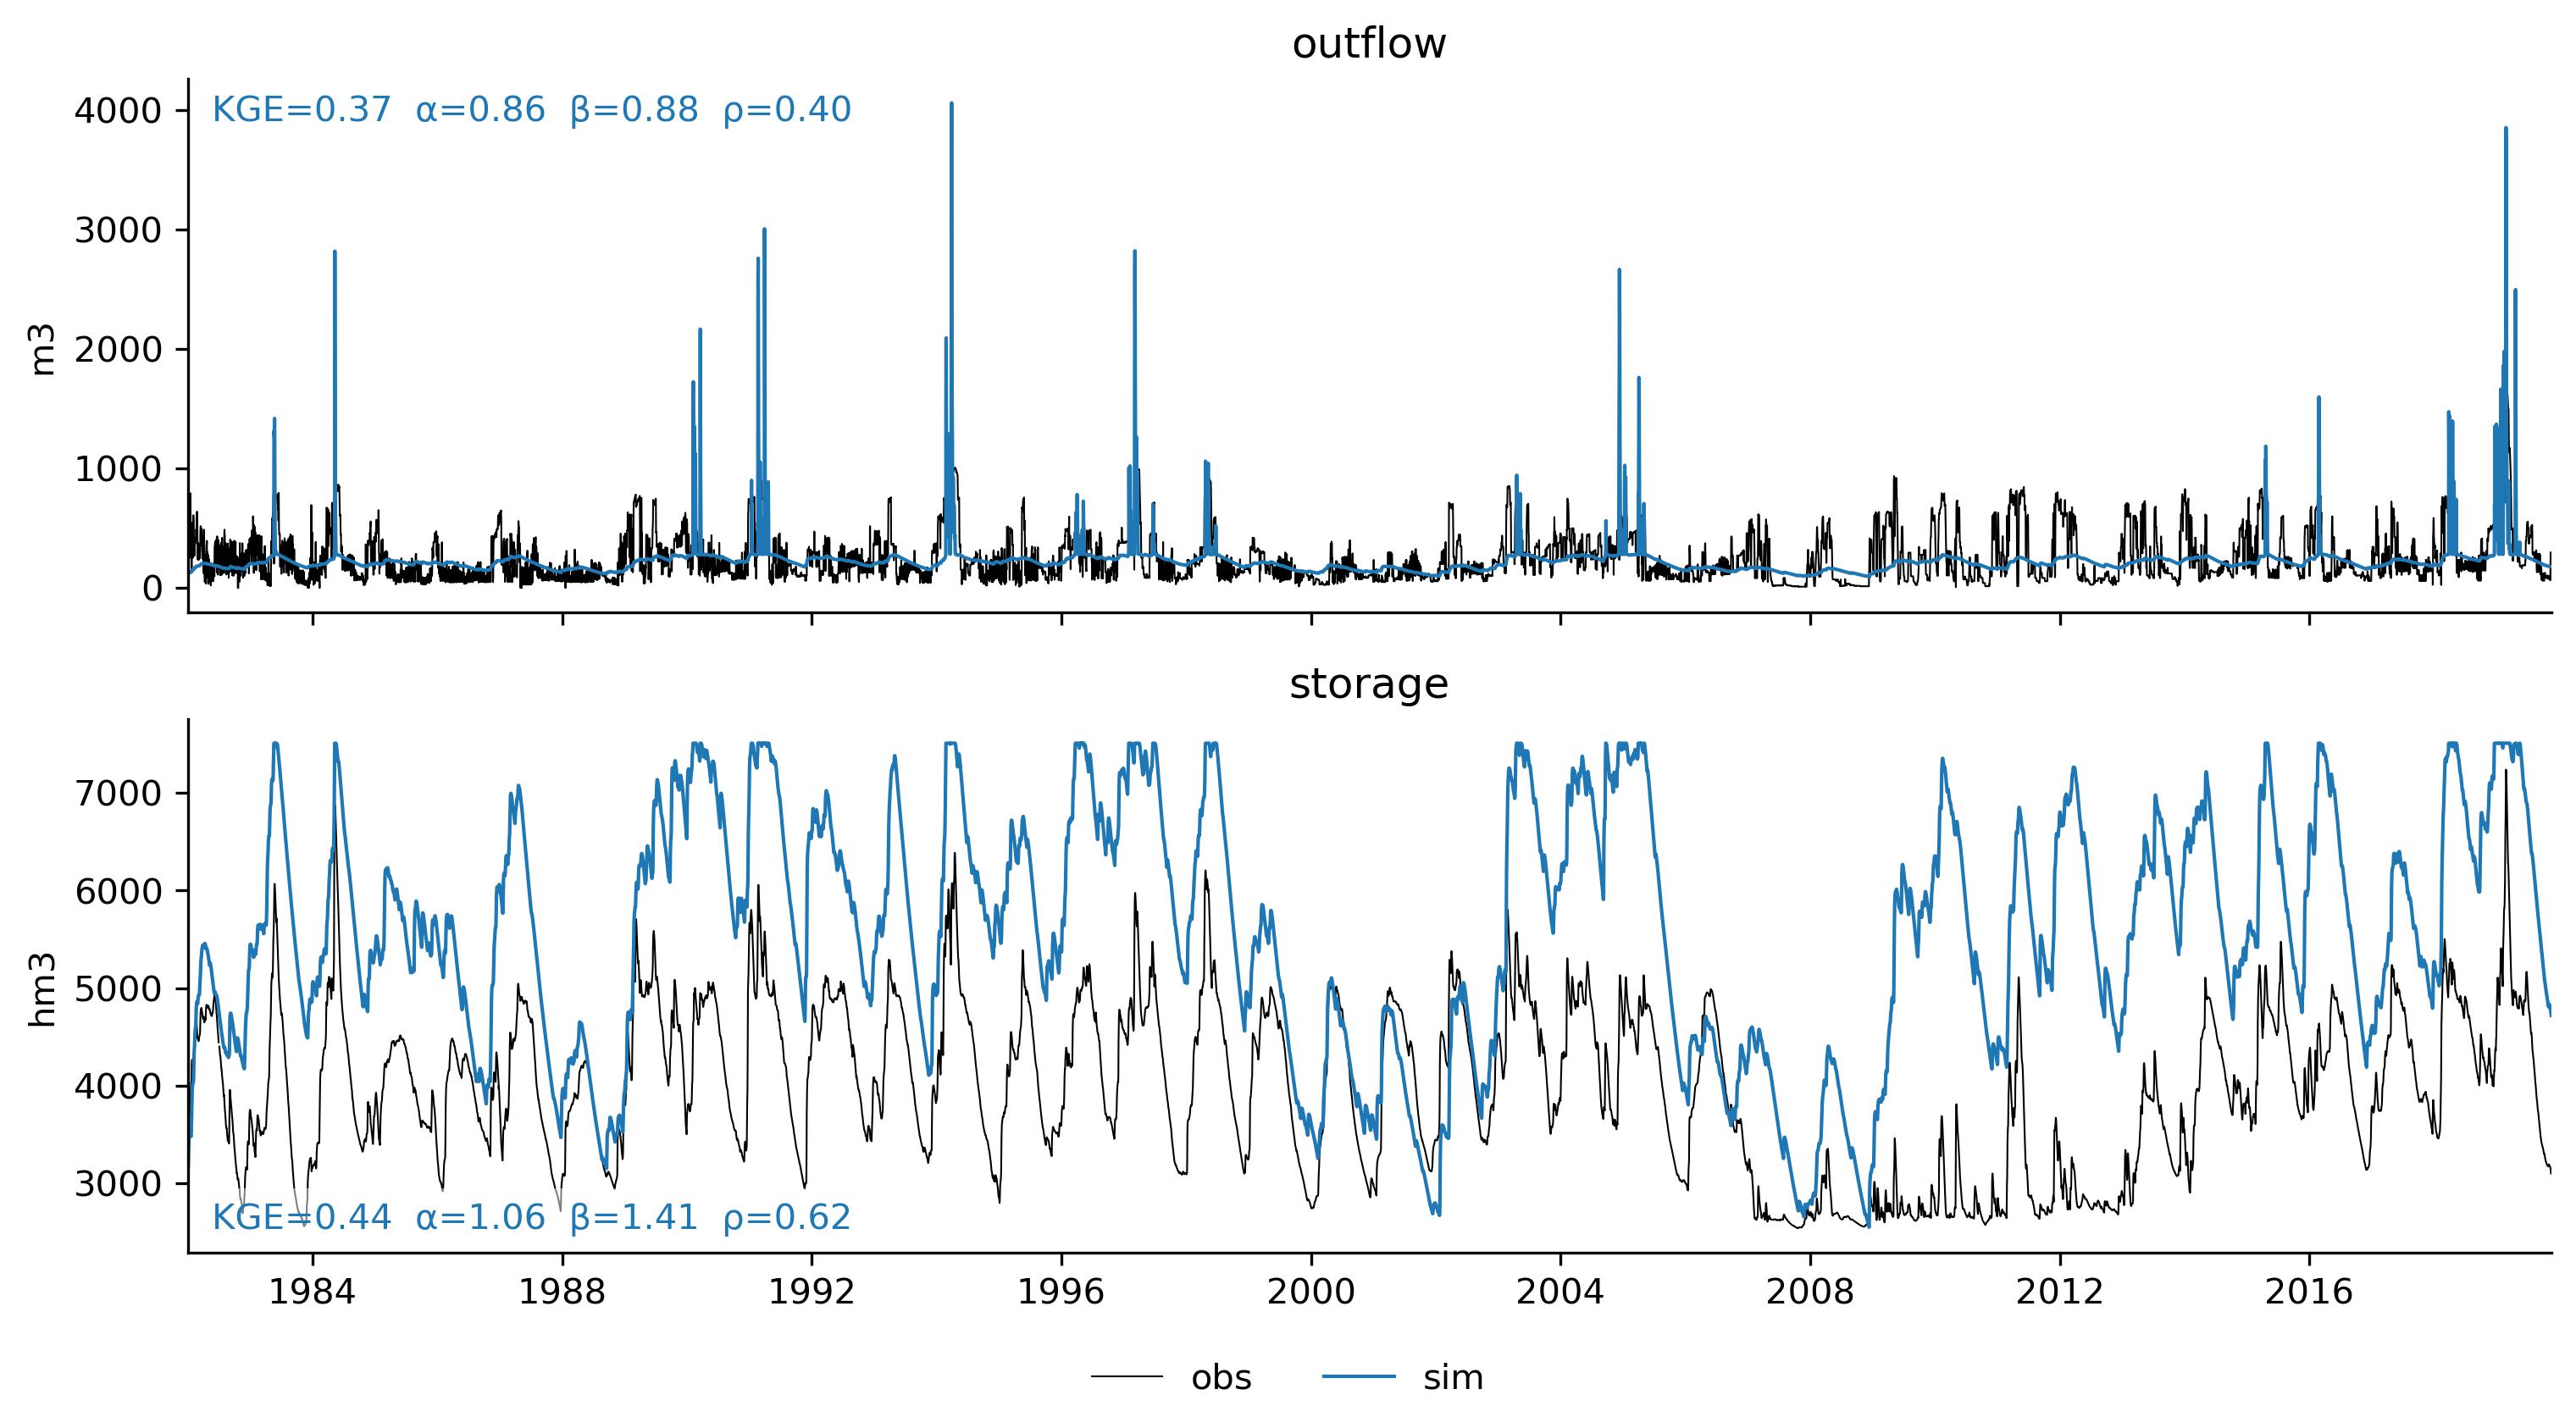 outflow
KGE=0.37 α=0.86 β=0.88 ρ=0.40
4000
3000
2000
1000
0
m3
storage
7000
6000
5000
4000
3000
hm3
KGE=0.44 α=1.06 β=1.41 ρ=0.62
1984 1988 1992 1996 2000 2004 2008 2012 2016
obs sim